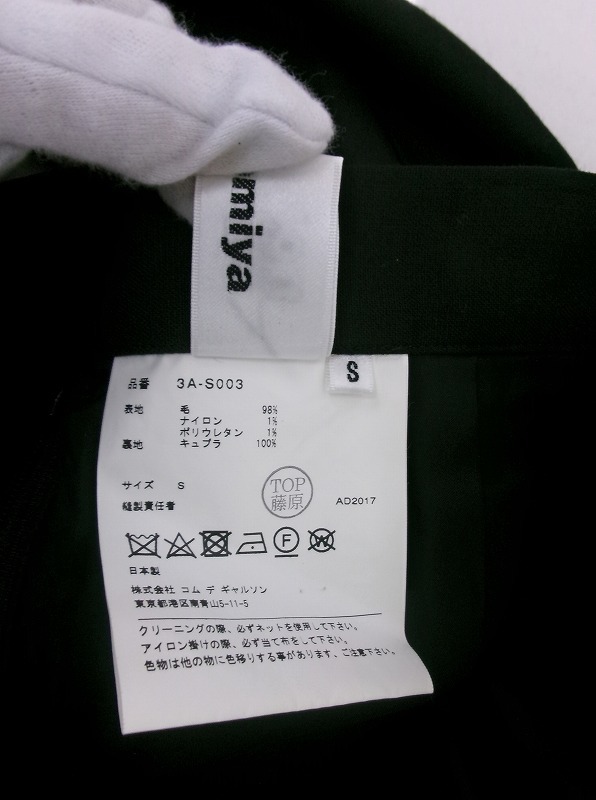 umiya
S
品番 3A-S003
表地 毛 98%
ナイロン 1%
ポリウレタン 1%
裏地 キュプラ 100%
サイズ S
縫製責任者
TOP
藤原
AD2017
F
W
日本製
株式会社 コム デ ギャルソン
東京都港区南青山5-11-5
クリーニングの際、必ずネットを使用して下さい。
アイロン掛けの際、必ず当て布をして下さい。
色物は他の物に色移りする事があります、ご注意下さい。